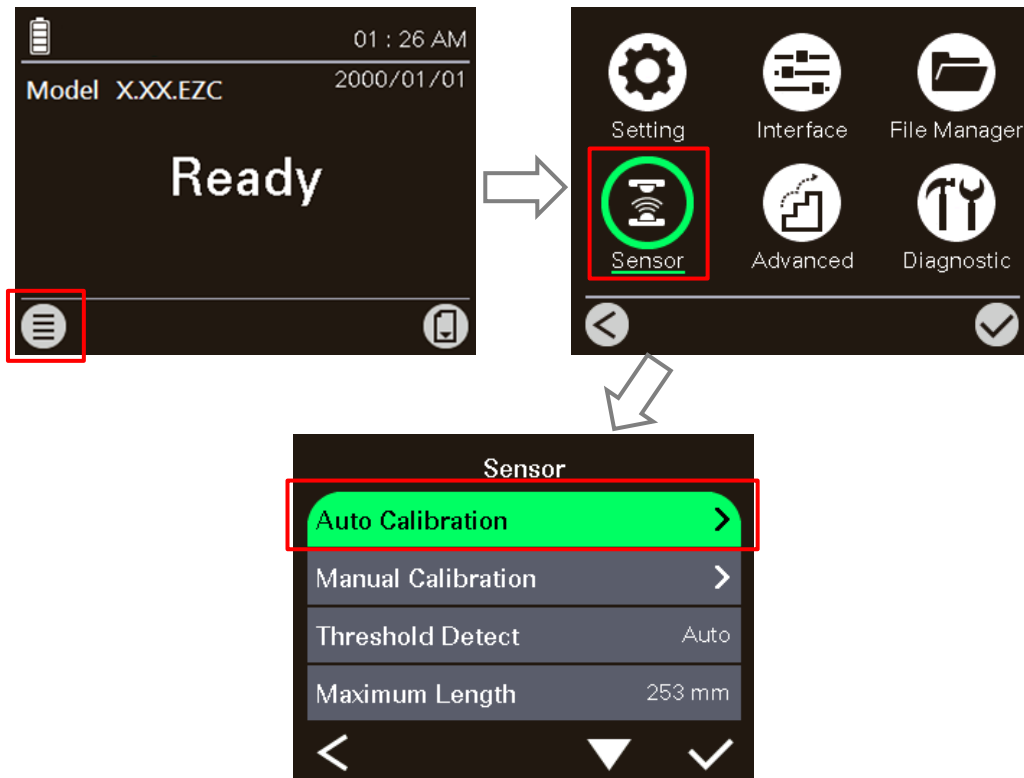 01 : 26 AM
Model X.XX.EZC
2000/01/01
Ready
Setting
Interface
File Manager
Sensor
Advanced
Diagnostic
Sensor
Auto Calibration
Manual Calibration
Threshold Detect Auto
Maximum Length 253 mm